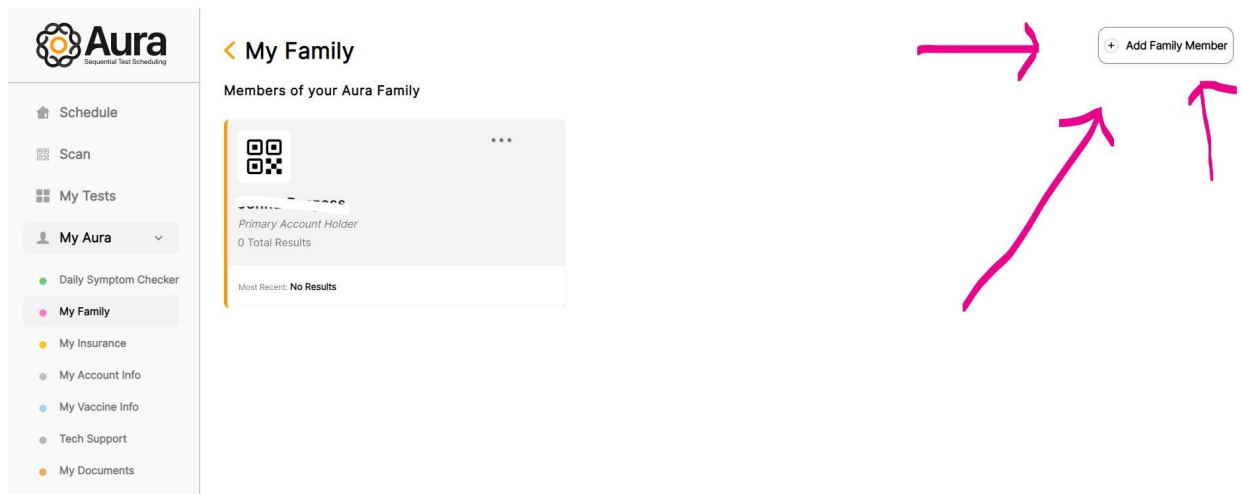 Aura
Sequential Test Scheduling
Schedule
Scan
My Tests
My Aura
Daily Symptom Checker
My Family
My Insurance
My Account Info
My Vaccine Info
Tech Support
My Documents
My Family
Add Family Member
Members of your Aura Family
Primary Account Holder
0 Total Results
Most Recent: No Results